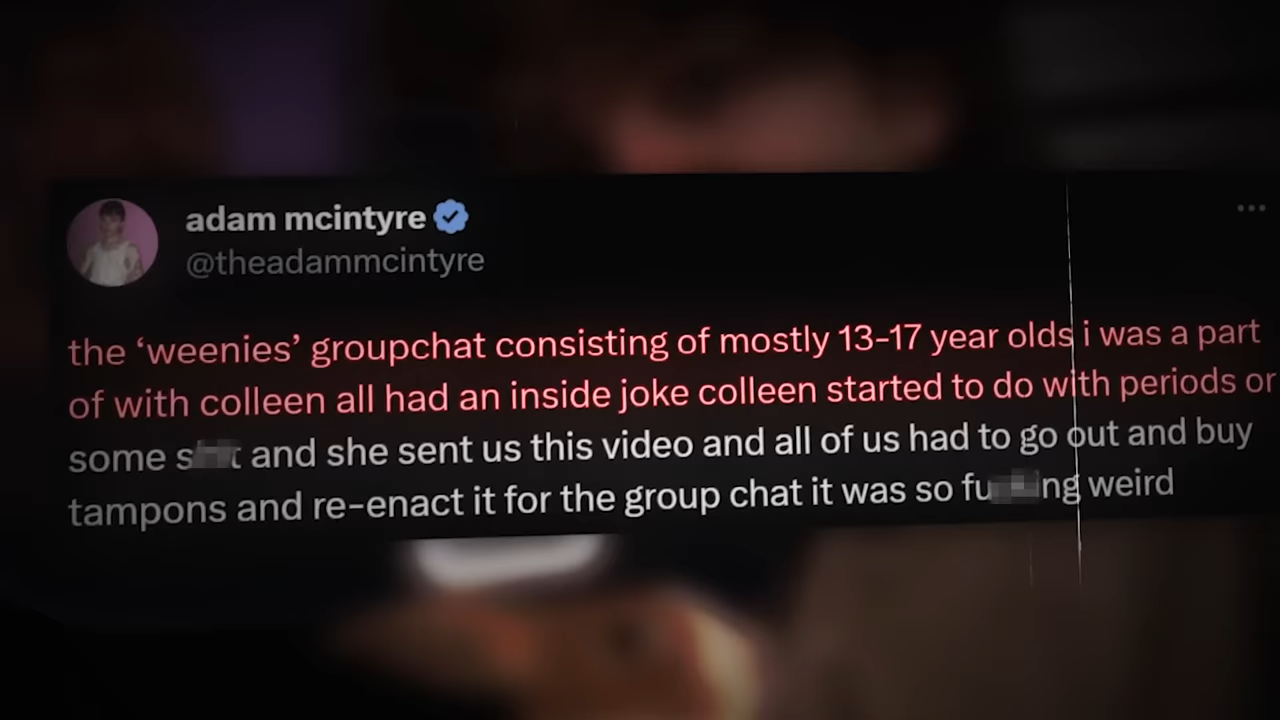 adam mcintyre
@theadammcintyre
the ‘weenies’ groupchat consisting of mostly 13-17 year olds i was a part
of with colleen all had an inside joke colleen started to do with periods or
some and she sent us this video and all of us had to go out and buy
tampons and re-enact it for the group chat it was so weird